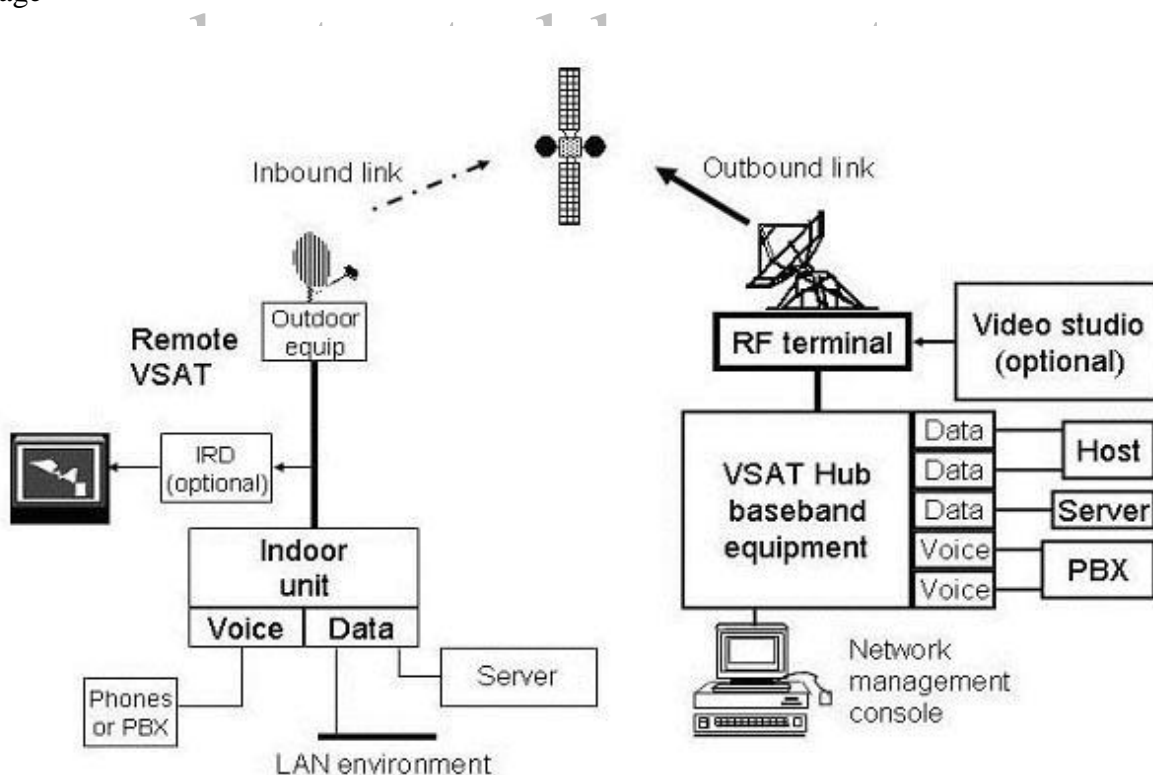 Inbound link
Outbound link
Outdoor
equip
Remote
VSAT
RF terminal
Video studio
(optional)
IRD
(optional)
VSAT Hub
baseband
equipment
Data
Data
Data
Voice
Voice
Host
Server
PBX
Indoor
unit
Voice
Data
Phones
or PBX
Server
LAN environment
Network
management
console